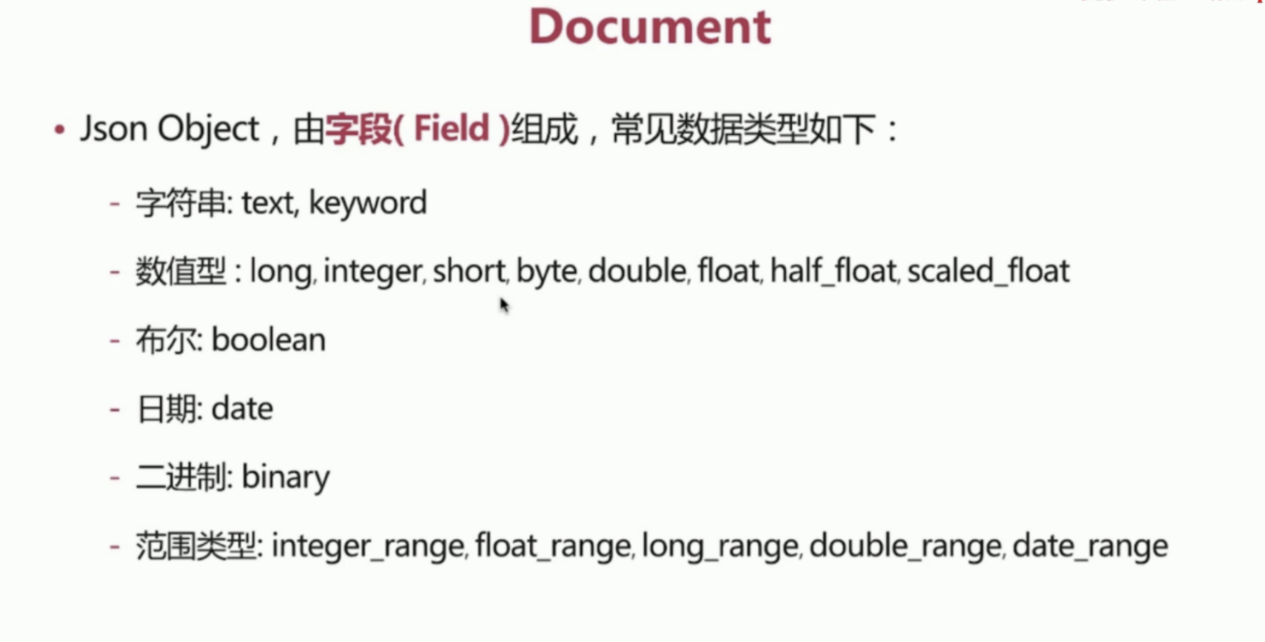 Document
• Json Object，由字段( Field )组成，常见数据类型如下：
- 字符串: text, keyword
- 数值型 : long, integer, short, byte, double, float, half_float, scaled_float
- 布尔: boolean
- 日期: date
- 二进制: binary
- 范围类型: integer_range, float_range, long_range, double_range, date_range